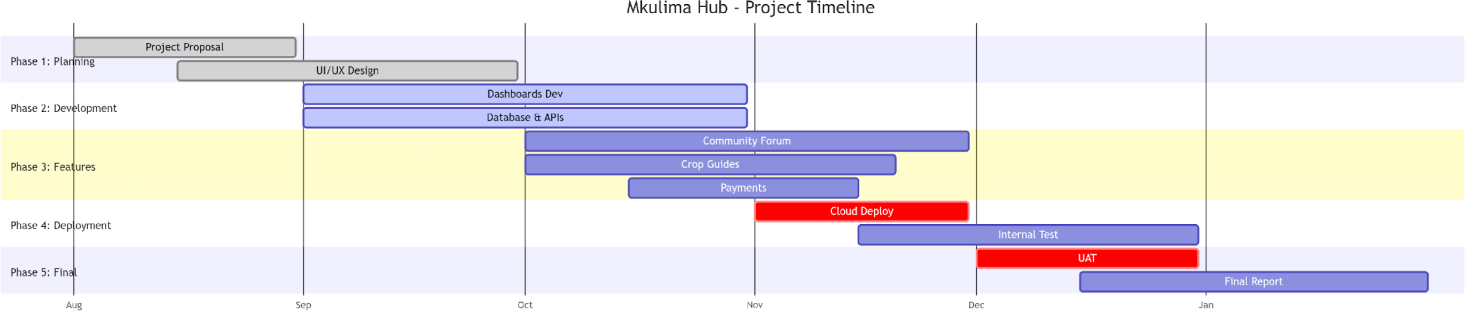 Mkulima Hub - Project Timeline
Project Proposal
Phase 1: Planning
UI/UX Design
Dashboards Dev
Phase 2: Development
Database & APIs
Community Forum
Crop Guides
Phase 3: Features
Payments
Cloud Deploy
Phase 4: Deployment
Internal Test
UAT
Phase 5: Final
Final Report
Aug Sep Oct Nov Dec Jan